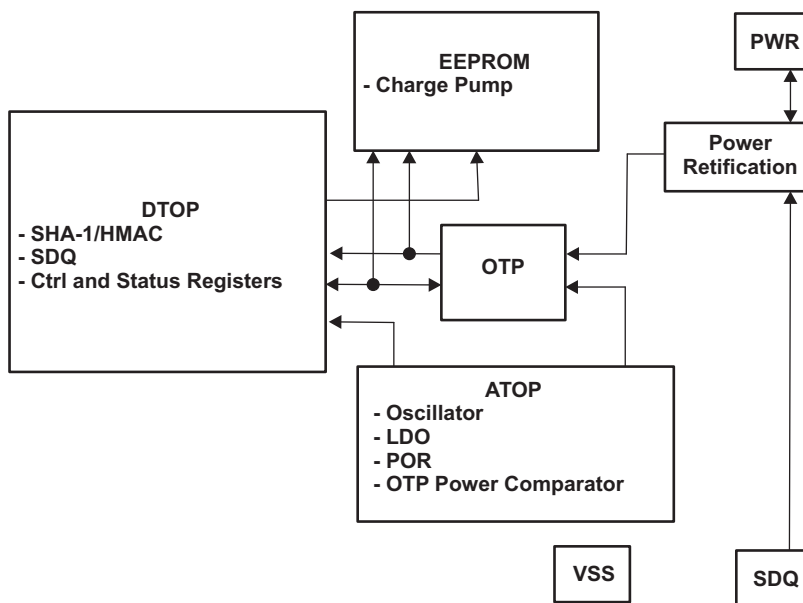 EEPROM
- Charge Pump
PWR
Power
Retification
DTOP
- SHA-1/HMAC
- SDQ
- Ctrl and Status Registers
OTP
ATOP
- Oscillator
- LDO
- POR
- OTP Power Comparator
VSS
SDQ